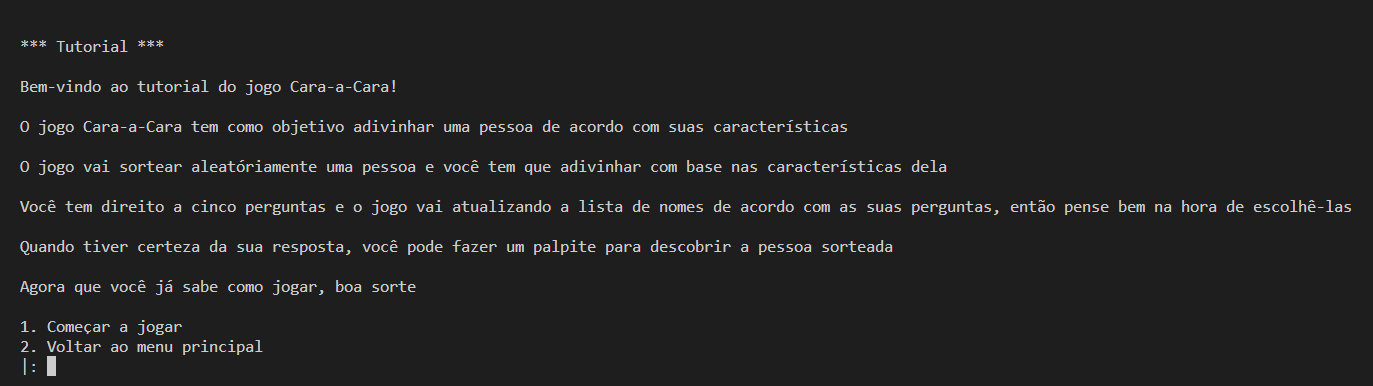 *** Tutorial ***
Bem-vindo ao tutorial do jogo Cara-a-Cara!
O jogo Cara-a-Cara tem como objetivo adivinhar uma pessoa de acordo com suas características
O jogo vai sortear aleatóriamente uma pessoa e você tem que adivinhar com base nas características dela
Você tem direito a cinco perguntas e o jogo vai atualizando a lista de nomes de acordo com as suas perguntas, então pense bem na hora de escolhê-las
Quando tiver certeza da sua resposta, você pode fazer um palpite para descobrir a pessoa sorteada
Agora que você já sabe como jogar, boa sorte
1. Começar a jogar
2. Voltar ao menu principal
|: